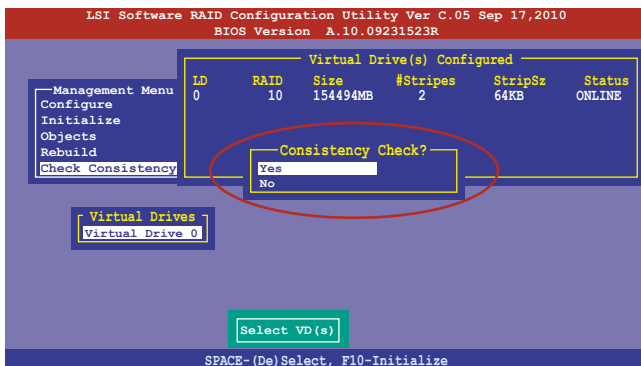 LSI Software RAID Configuration Utility Ver C.05 Sep 17,2010
BIOS Version A.10.09231523R
Virtual Drive(s) Configured
LD RAID Size #Stripes StripSz Status
0 10 154494MB 2 64KB ONLINE
Management Menu
Configure
Initialize
Objects
Rebuild
Check Consistency
Consistency Check?
Yes
No
Virtual Drives
Virtual Drive 0
Select VD(s)
SPACE-(De)Select, F10-Initialize